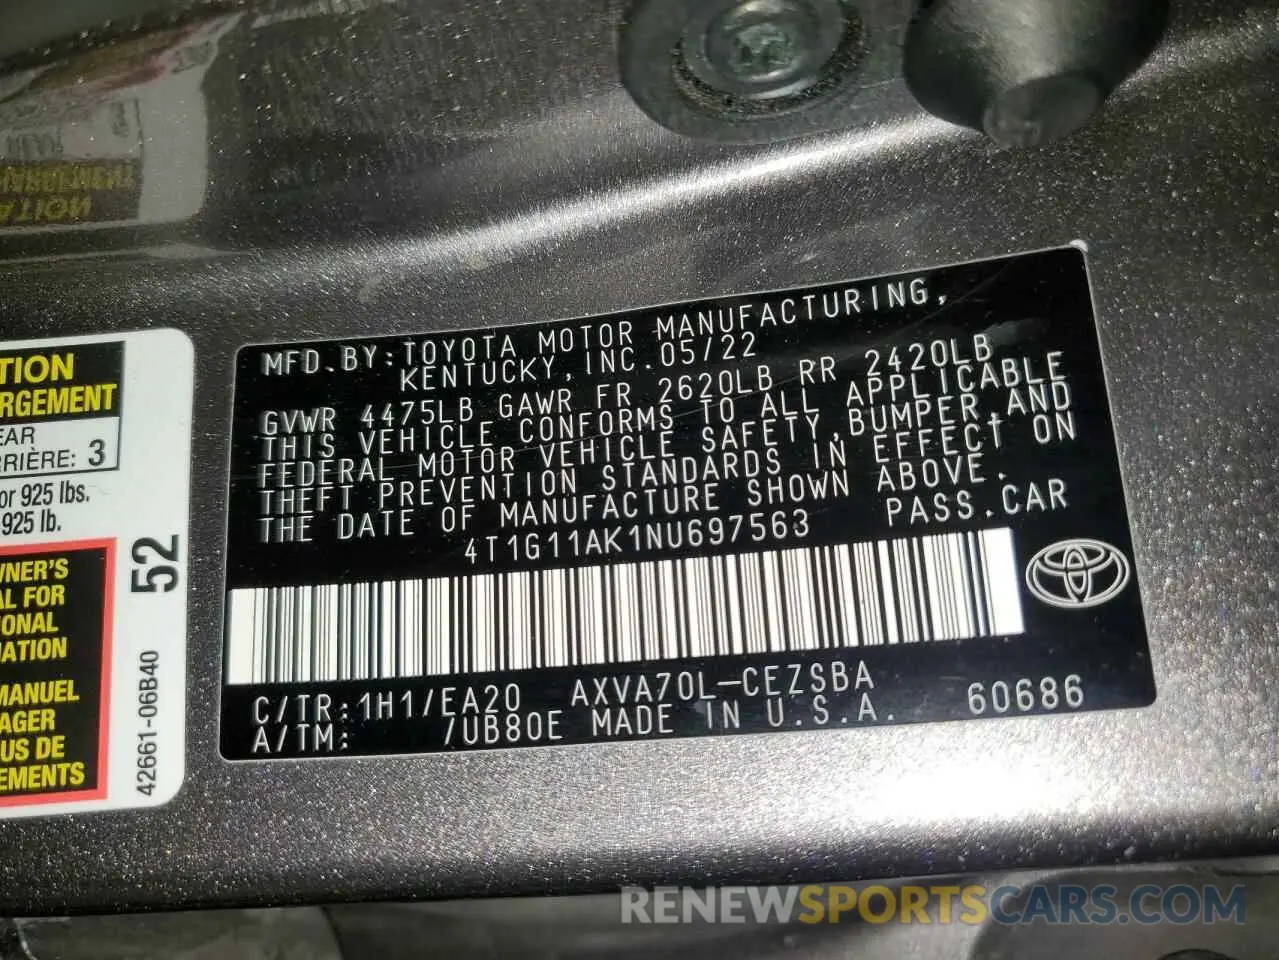 MFD.BY:TOYOTA MOTOR MANUFACTURING,
KENTUCKY, INC.05/22
GVWR 4475LB GAWR FR 2620LB RR 2420LB
THIS VEHICLE CONFORMS TO ALL APPLICABLE
FEDERAL MOTOR VEHICLE SAFETY,BUMPER,AND
THEFT PREVENTION STANDARDS IN EFFECT ON
THE DATE OF MANUFACTURE SHOWN ABOVE.
4T1G11AK1NU697563 PASS.CAR
C/TR:1H1/EA20 AXVA70L-CEZSBA
A/TM: 7UB80E MADE IN U.S.A. 60686
TION
RGEMENT
EAR
RRIÈRE: 3
or 925 lbs.
925 lb.
WNER'S
AL FOR
IONAL
MATION
MANUEL
AGER
US DE
EMENTS
52
42661-06B40
RENEWSPORTSCARS.COM